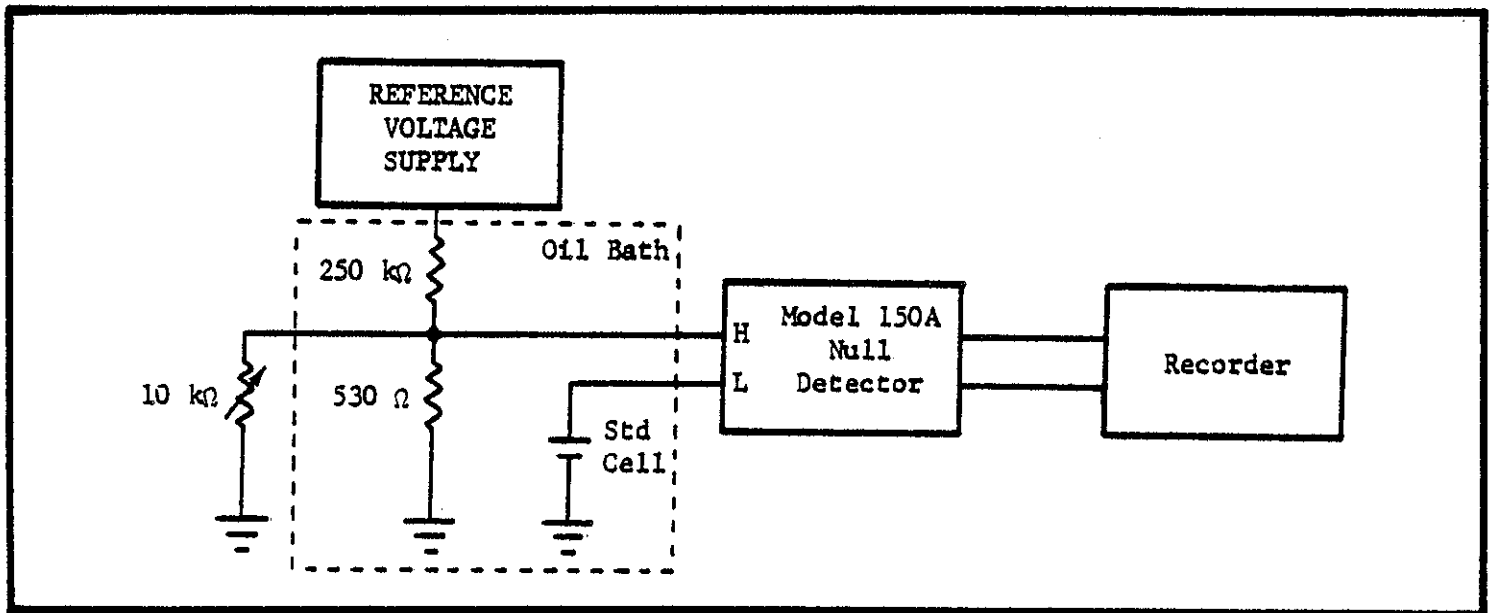 REFERENCE
VOLTAGE
SUPPLY
Oil Bath
250 kΩ
10 kΩ
530 Ω
Std
Cell
H
L
Model 150A
Null
Detector
Recorder